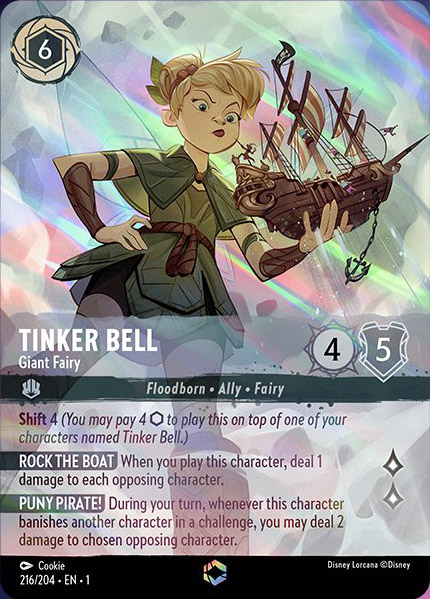 6
TINKER BELL
Giant Fairy
4
5
Floodborn • Ally • Fairy
Shift 4 (You may pay 4 ⬡ to play this on top of one of your
characters named Tinker Bell.)
ROCK THE BOAT When you play this character, deal 1
damage to each opposing character.
PUNY PIRATE! During your turn, whenever this character
banishes another character in a challenge, you may deal 2
damage to chosen opposing character.
Cookie
216/204 • EN • 1
Disney Lorcana ©Disney